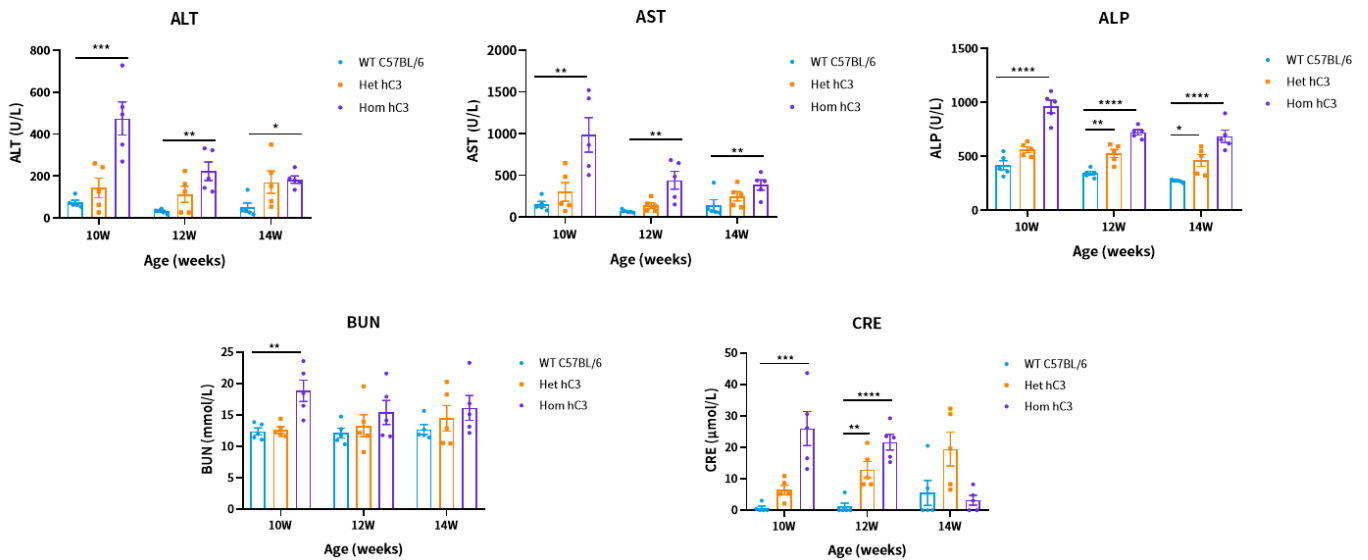 ALT
***
**
*
800
600
400
200
0
ALT (U/L)
10W
12W
14W
Age (weeks)
WT C57BL/6
Het hC3
Hom hC3
AST
**
**
**
2000
1500
1000
500
0
AST (U/L)
10W
12W
14W
Age (weeks)
WT C57BL/6
Het hC3
Hom hC3
ALP
****
****
**
****
*
1500
1000
500
0
ALP (U/L)
10W
12W
14W
Age (weeks)
WT C57BL/6
Het hC3
Hom hC3
BUN
**
25
20
15
10
5
0
BUN (mmol/L)
10W
12W
14W
Age (weeks)
WT C57BL/6
Het hC3
Hom hC3
CRE
***
****
**
50
40
30
20
10
0
CRE (μmol/L)
10W
12W
14W
Age (weeks)
WT C57BL/6
Het hC3
Hom hC3